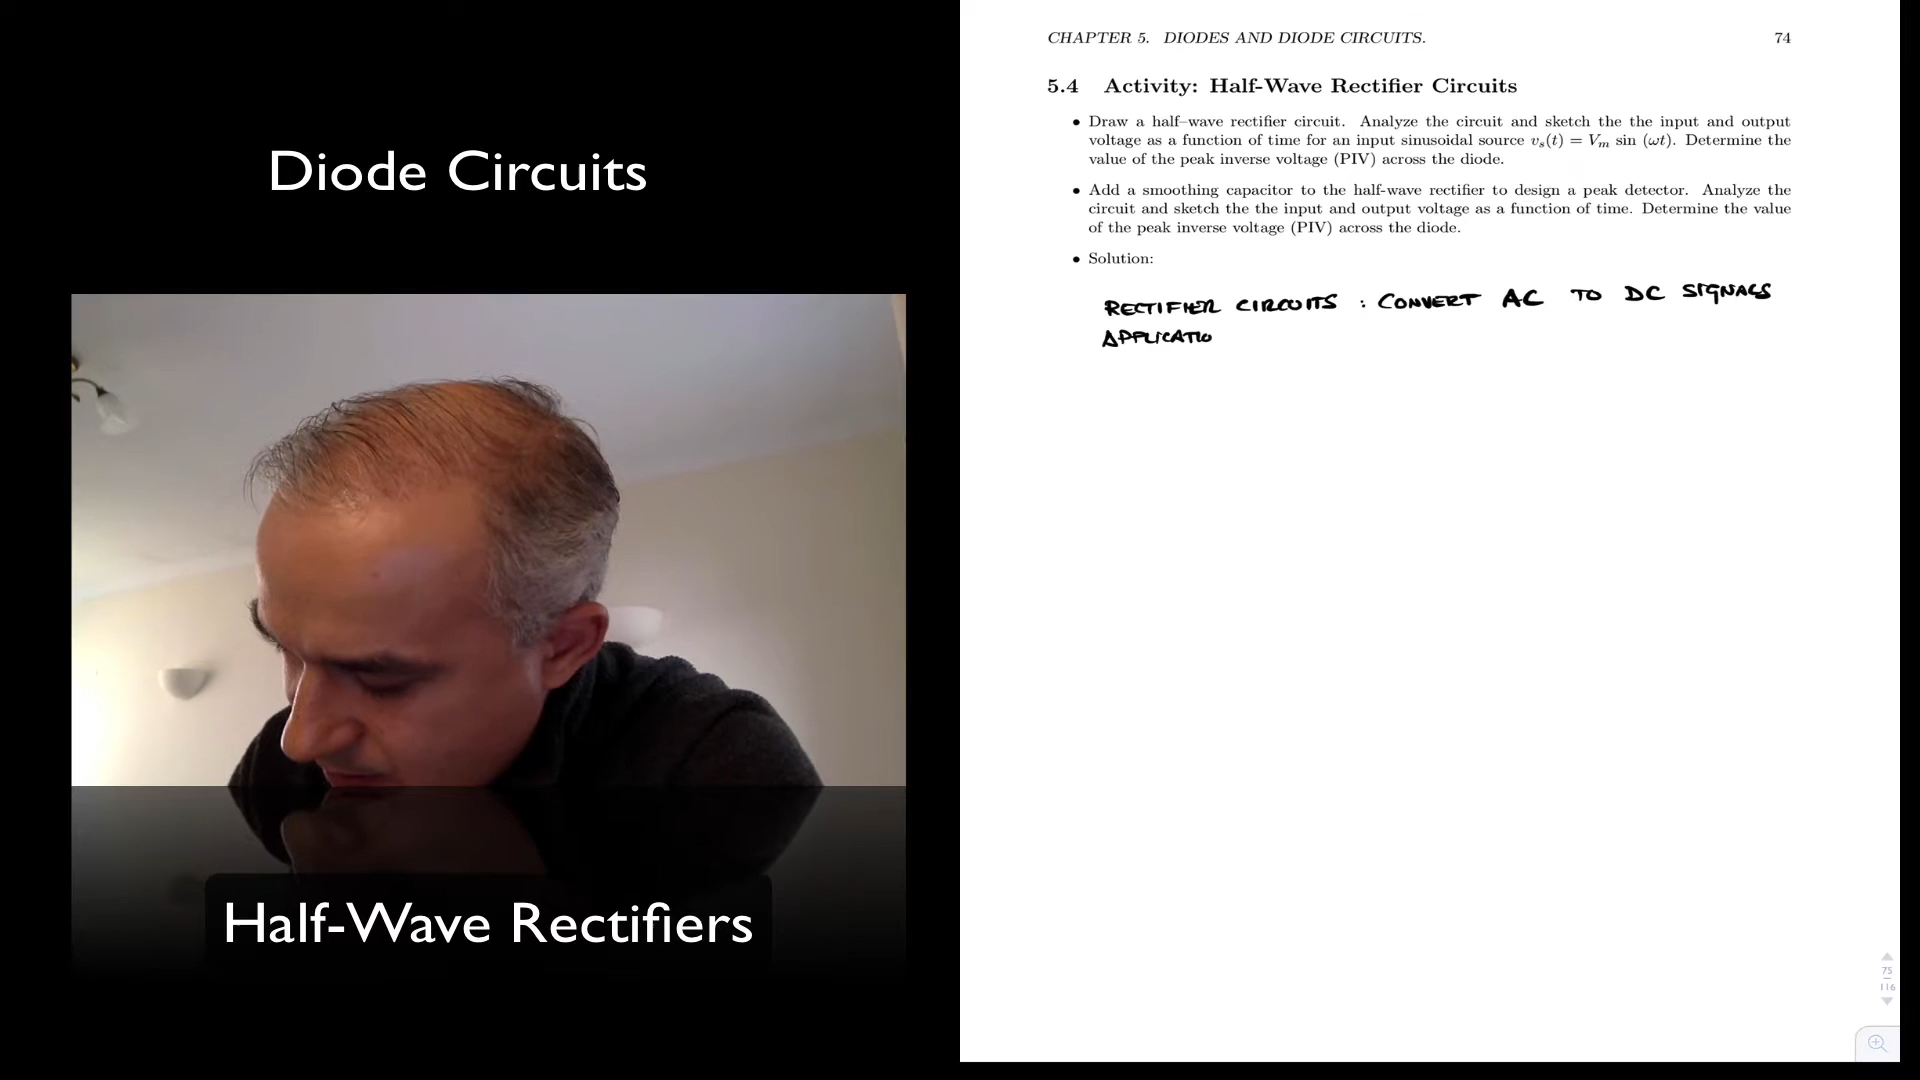 Diode Circuits
Half-Wave Rectifiers
CHAPTER 5. DIODES AND DIODE CIRCUITS. 74
5.4 Activity: Half-Wave Rectifier Circuits
• Draw a half–wave rectifier circuit. Analyze the circuit and sketch the the input and output
voltage as a function of time for an input sinusoidal source vₛ(t) = Vₘ sin (ωt). Determine the
value of the peak inverse voltage (PIV) across the diode.
• Add a smoothing capacitor to the half-wave rectifier to design a peak detector. Analyze the
circuit and sketch the the input and output voltage as a function of time. Determine the value
of the peak inverse voltage (PIV) across the diode.
• Solution:
RECTIFIER CIRCUITS : CONVERT AC TO DC SIGNALS
APPLICATIO
75
116